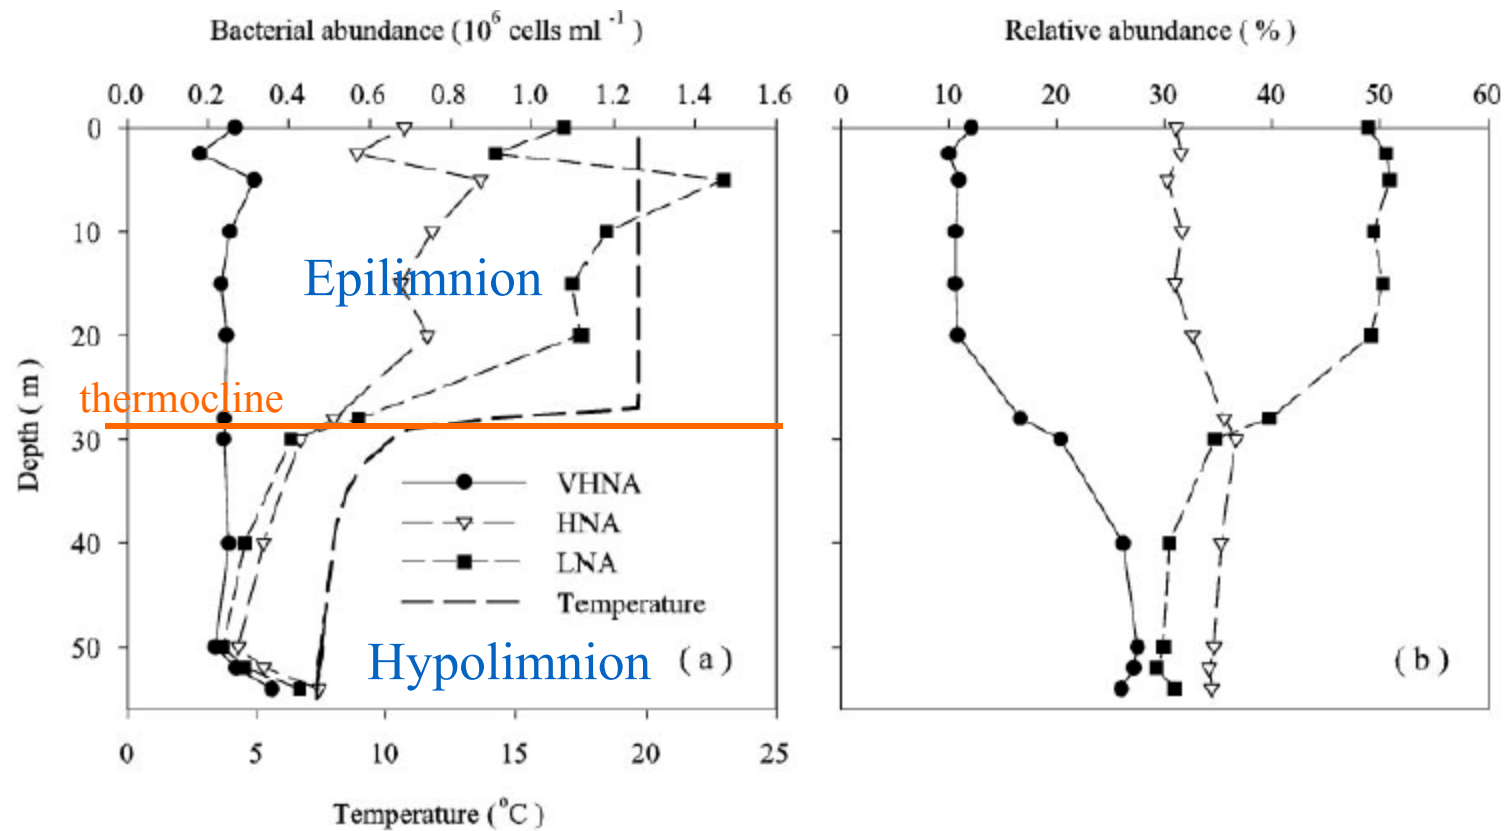 Bacterial abundance (10⁶ cells ml⁻¹)
Relative abundance (%)
0.0 0.2 0.4 0.6 0.8 1.0 1.2 1.4 1.6
0 10 20 30 40 50 60
0
10
20
30
40
50
Depth (m)
Epilimnion
thermocline
VHNA
HNA
LNA
Temperature
Hypolimnion
(a)
(b)
0 5 10 15 20 25
Temperature (°C)